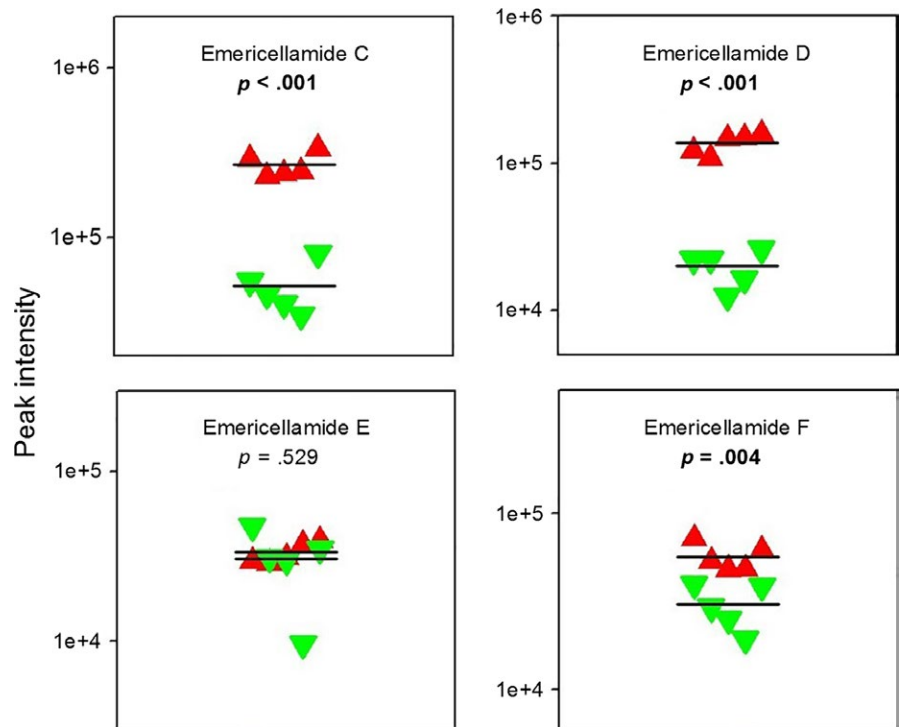 Peak intensity
Emericellamide C
p < .001
1e+6
1e+5
Emericellamide D
p < .001
1e+6
1e+5
1e+4
Emericellamide E
p = .529
1e+5
1e+4
Emericellamide F
p = .004
1e+5
1e+4